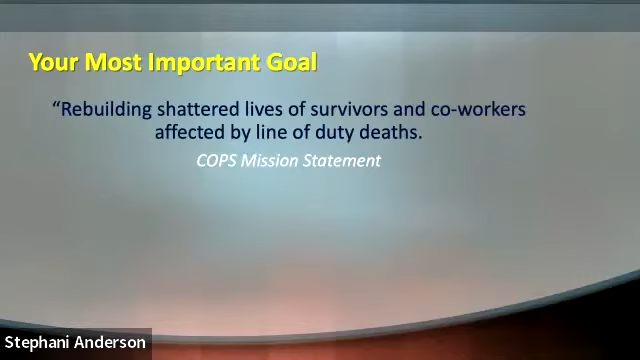 Your Most Important Goal
“Rebuilding shattered lives of survivors and co-workers
affected by line of duty deaths.
COPS Mission Statement
Stephani Anderson